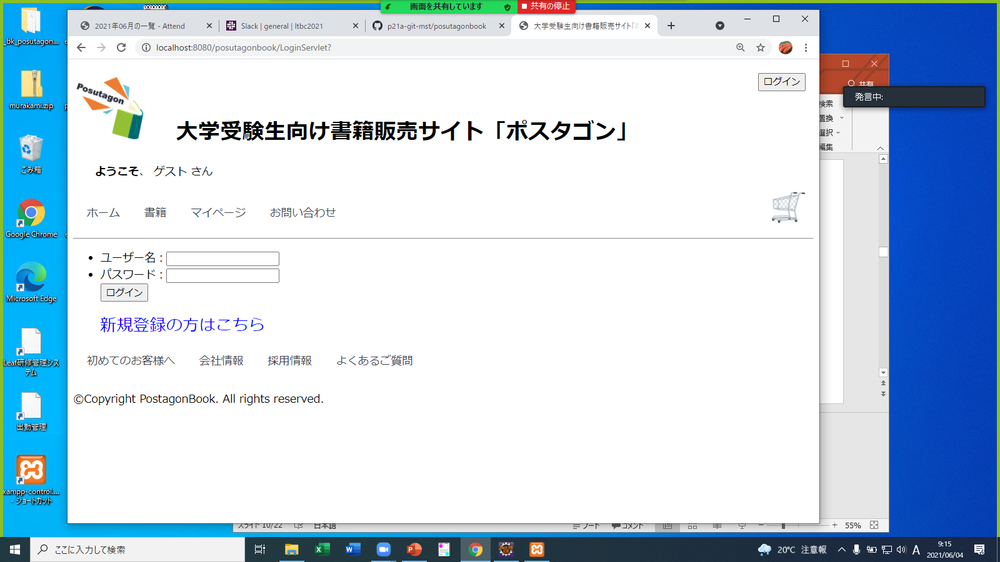 画面を共有しています
共有の停止
2021年06月の一覧 - Attend
Slack | general | ltbc2021
p21a-git-mst/posutagonbook
大学受験生向け書籍販売サイト「ポ
localhost:8080/posutagonbook/LoginServlet?
_bk_posutagon...
murakami.zip
ごみ箱
Google Chrome
Microsoft Edge
Leaf研修管理シス
テム
出勤管理
xampp-control....
- ショートカット
Posutagon
ログイン
大学受験生向け書籍販売サイト「ポスタゴン」
ようこそ、 ゲスト さん
ホーム
書籍
マイページ
お問い合わせ
• ユーザー名：
• パスワード：
ログイン
新規登録の方はこちら
初めてのお客様へ
会社情報
採用情報
よくあるご質問
©Copyright PostagonBook. All rights reserved.
共有
発言中:
検索
置換
選択
編集
スライド 10/22
日本語
ノート
コメント
55%
ここに入力して検索
20℃ 注意報
A
9:15
2021/06/04